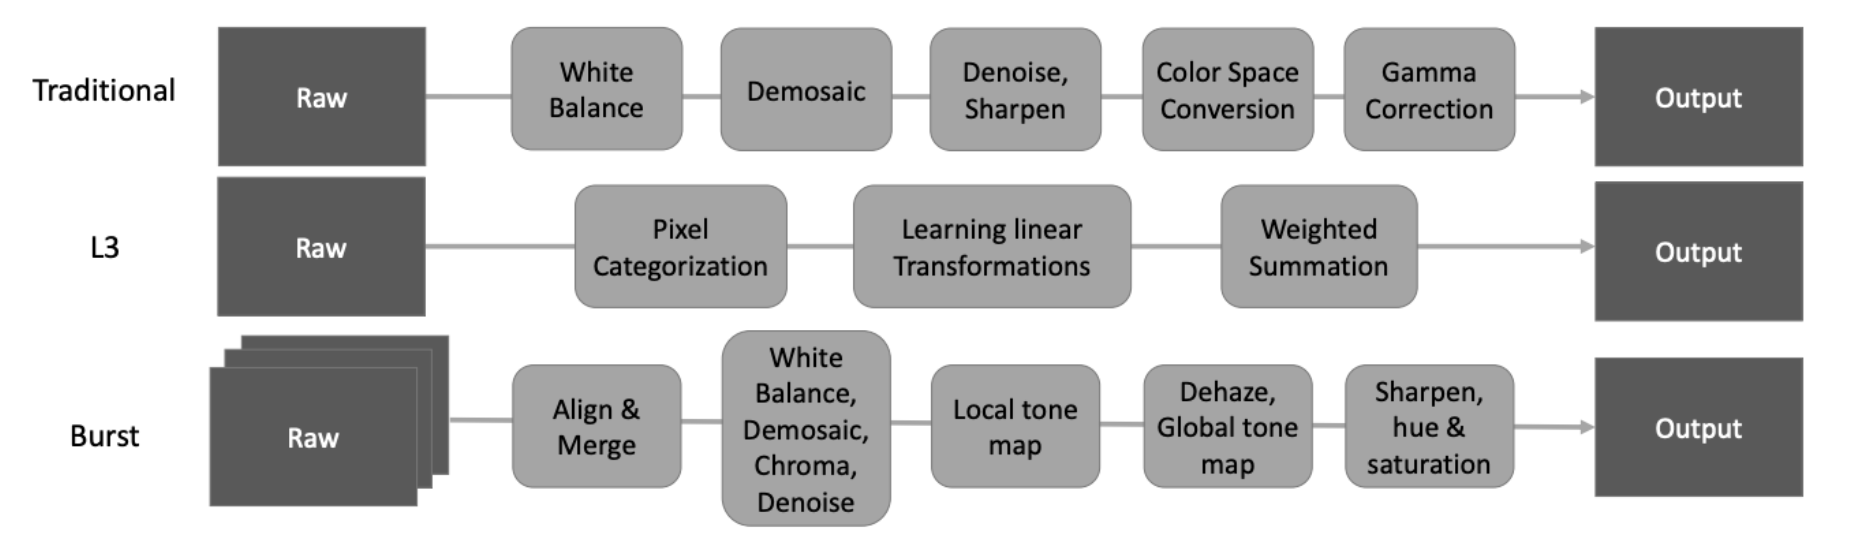 Traditional
Raw
White
Balance
Demosaic
Denoise,
Sharpen
Color Space
Conversion
Gamma
Correction
Output
L3
Raw
Pixel
Categorization
Learning linear
Transformations
Weighted
Summation
Output
Burst
Raw
Align &
Merge
White
Balance,
Demosaic,
Chroma,
Denoise
Local tone
map
Dehaze,
Global tone
map
Sharpen,
hue &
saturation
Output